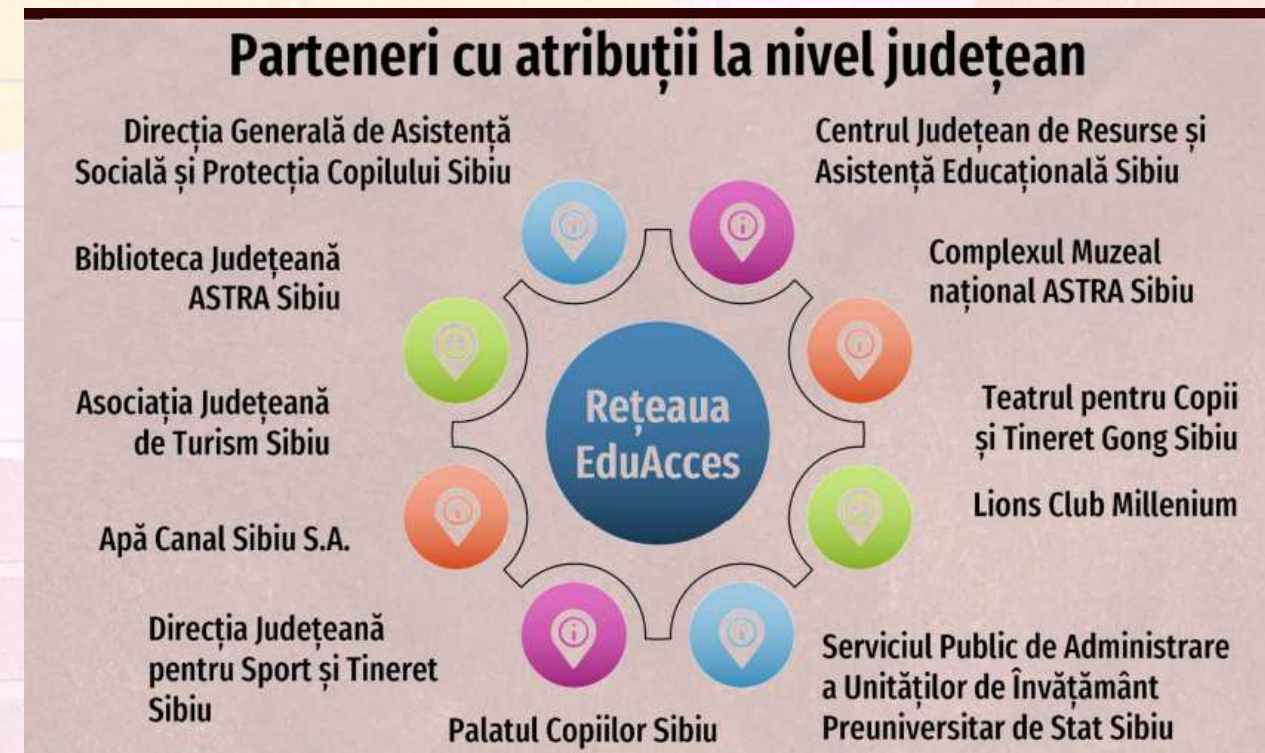 Parteneri cu atribuții la nivel județean
Direcția Generală de Asistență
Socială și Protecția Copilului Sibiu
Centrul Județean de Resurse și
Asistență Educațională Sibiu
Biblioteca Județeană
ASTRA Sibiu
Complexul Muzeal
național ASTRA Sibiu
Asociația Județeană
de Turism Sibiu
Rețeaua
EduAcces
Teatrul pentru Copii
și Tineret Gong Sibiu
Apă Canal Sibiu S.A.
Lions Club Millenium
Direcția Județeană
pentru Sport și Tineret
Sibiu
Palatul Copiilor Sibiu
Serviciul Public de Administrare
a Unităților de Învățământ
Preuniversitar de Stat Sibiu